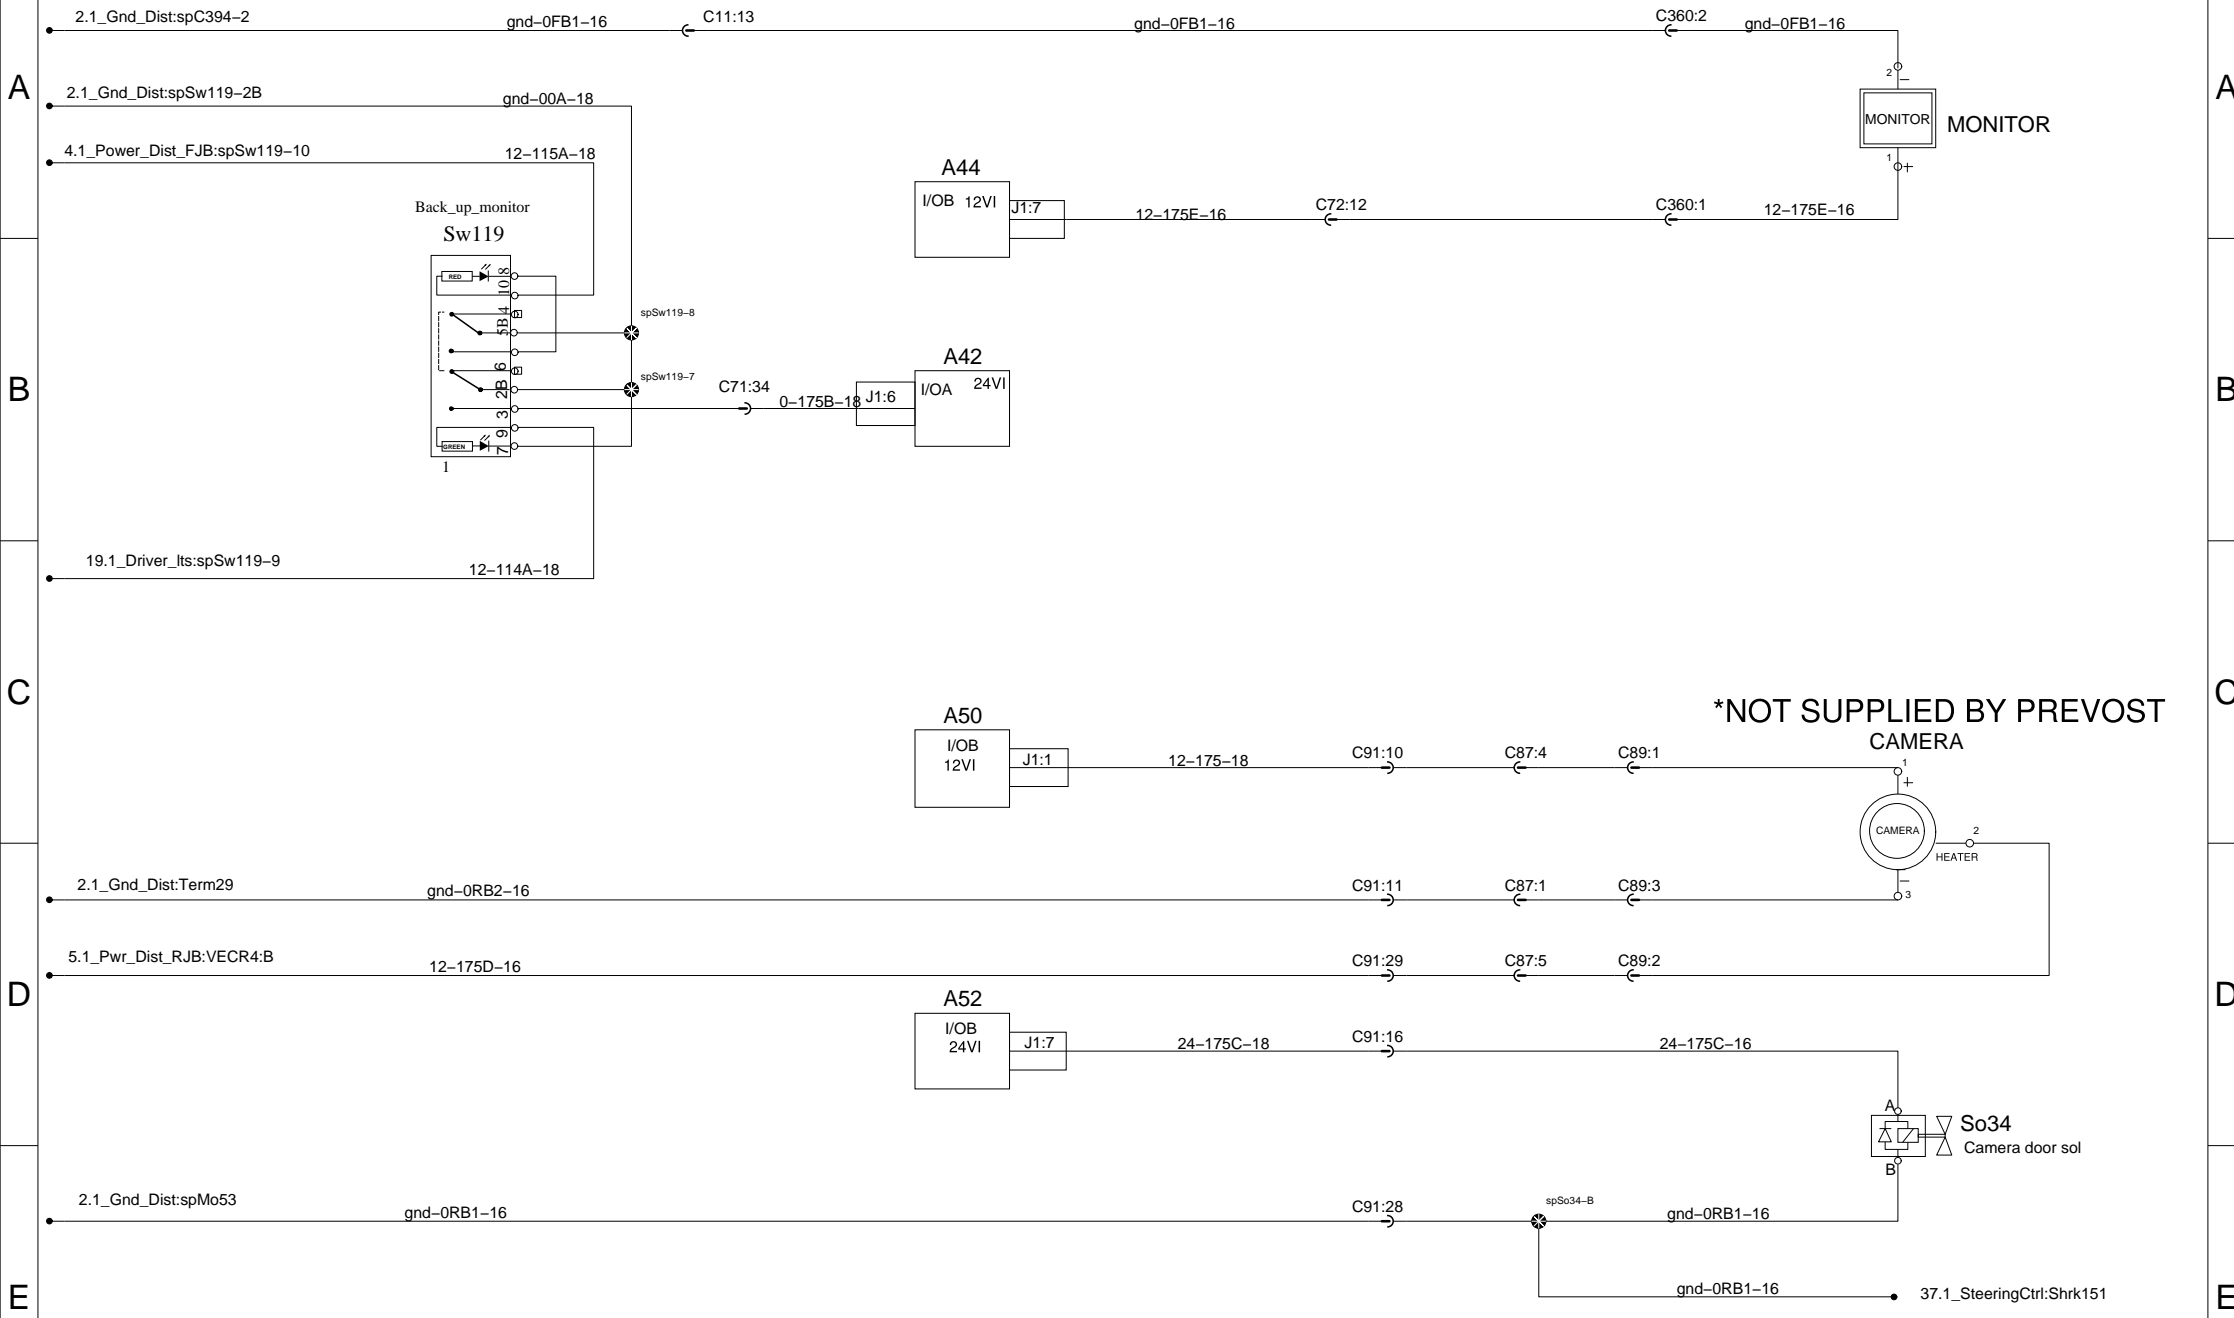 2.1_Gnd_Dist:spC394–2
gnd–0FB1–16
C11:13
gnd–0FB1–16
C360:2
gnd–0FB1–16
2
–
A
2.1_Gnd_Dist:spSw119–2B
gnd–00A–18
MONITOR
MONITOR
A
4.1_Power_Dist_FJB:spSw119–10
12–115A–18
1
+
A44
I/OB 12VI
J1:7
12–175E–16
C72:12
C360:1
12–175E–16
Back_up_monitor
Sw119
RED
8
10
4
5B
6
2B
3
9
7
GREEN
1
spSw119–8
spSw119–7
B
C71:34
0–175B–18
J1:6
A42
I/OA
24VI
B
19.1_Driver_lts:spSw119–9
12–114A–18
C
*NOT SUPPLIED BY PREVOST
CAMERA
C
A50
I/OB
12VI
J1:1
12–175–18
C91:10
C87:4
C89:1
1
+
CAMERA
2
HEATER
–
3
2.1_Gnd_Dist:Term29
gnd–0RB2–16
C91:11
C87:1
C89:3
5.1_Pwr_Dist_RJB:VECR4:B
12–175D–16
C91:29
C87:5
C89:2
D
D
A52
I/OB
24VI
J1:7
24–175C–18
C91:16
24–175C–16
A
So34
Camera door sol
B
2.1_Gnd_Dist:spMo53
gnd–0RB1–16
C91:28
spSo34–B
gnd–0RB1–16
gnd–0RB1–16
37.1_SteeringCtrl:Shrk151
E
E